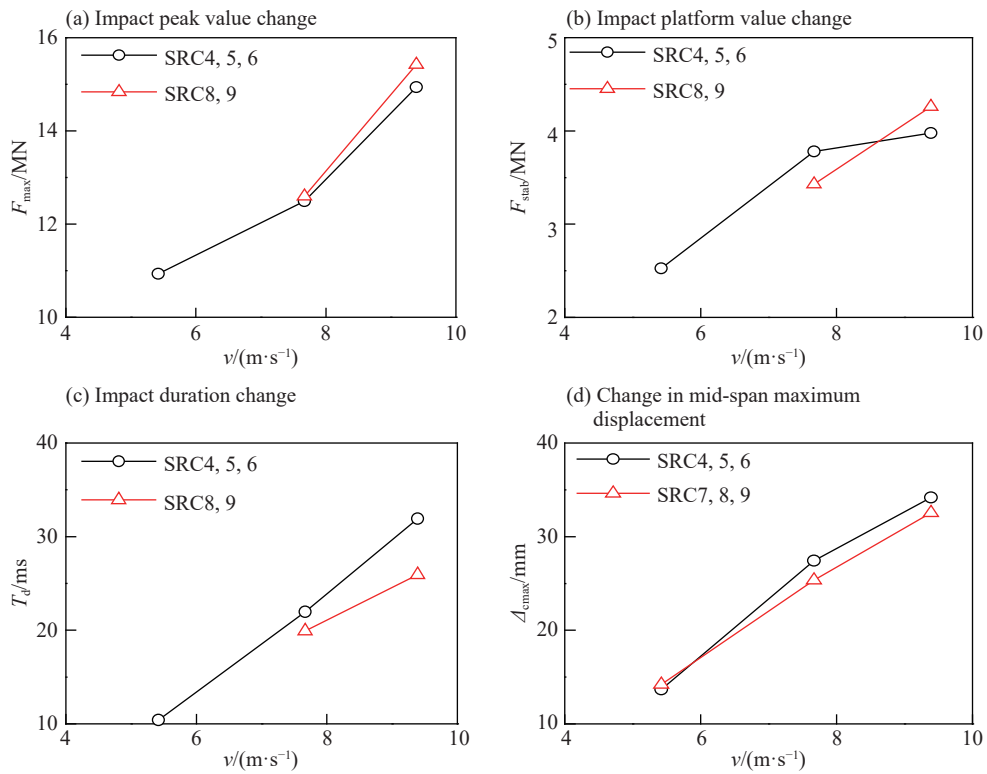 (a) Impact peak value change
16
14
12
10
F_max/MN
SRC4, 5, 6
SRC8, 9
4 6 8 10
v/(m·s⁻¹)
(b) Impact platform value change
5
4
3
2
F_stab/MN
SRC4, 5, 6
SRC8, 9
4 6 8 10
v/(m·s⁻¹)
(c) Impact duration change
40
30
20
10
T_d/ms
SRC4, 5, 6
SRC8, 9
4 6 8 10
v/(m·s⁻¹)
(d) Change in mid-span maximum
displacement
40
30
20
10
Δ_cmax/mm
SRC4, 5, 6
SRC7, 8, 9
4 6 8 10
v/(m·s⁻¹)